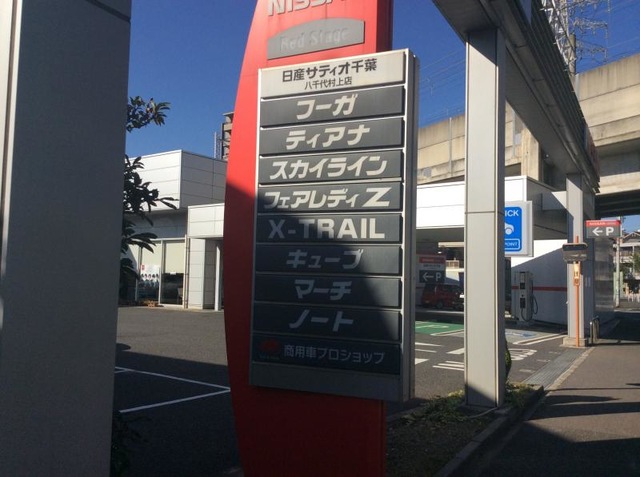 NISSAN
Red Stage
日産サティオ千葉
八千代村上店
フーガ
ティアナ
スカイライン
フェアレディZ
X-TRAIL
キューブ
マーチ
ノート
商用車プロショップ
←P
←P